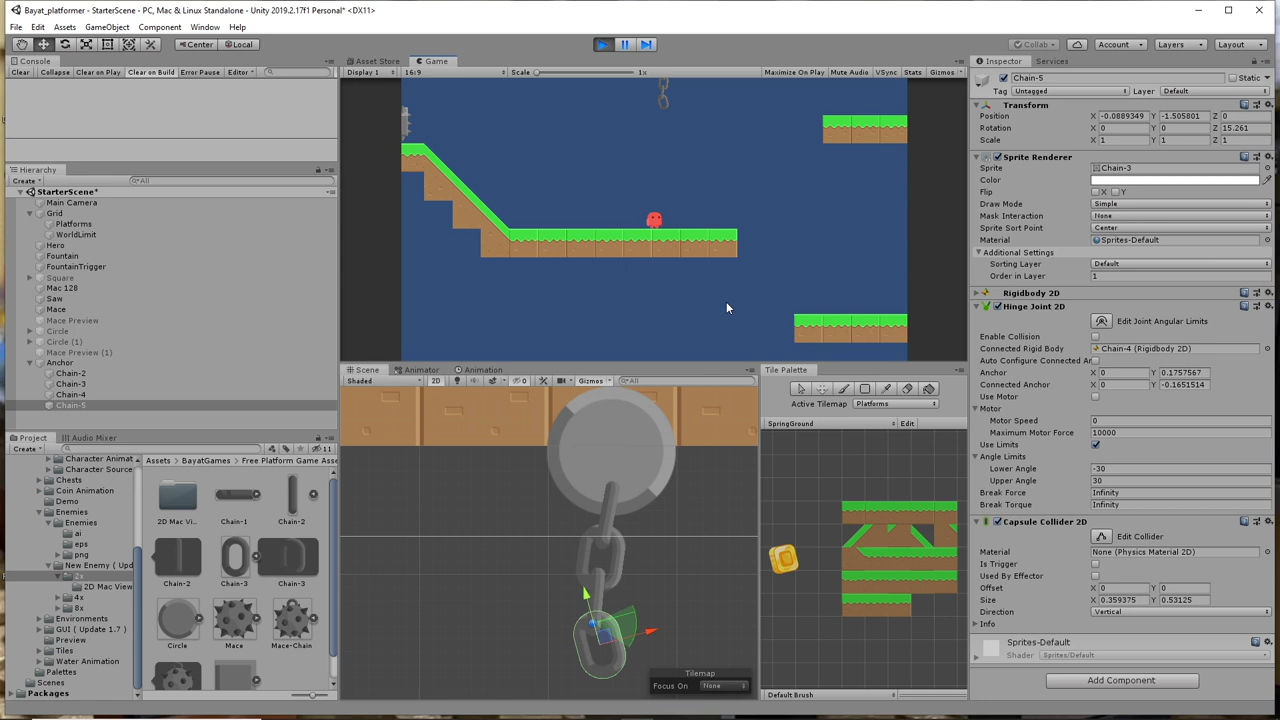 Bayat_platformer - StarterScene - PC, Mac & Linux Standalone - Unity 2019.2.17f1 Personal* <DX11>
File Edit Assets GameObject Component Window Help
Center Local Collab Account Layers Layout
Console
Clear Collapse Clear on Play Clear on Build Error Pause Editor
Hierarchy
Create All
StarterScene*
Main Camera
Grid
Platforms
WorldLimit
Hero
Fountain
FountainTrigger
Square
Mac 128
Saw
Mace
Mace Preview
Circle
Circle (1)
Mace Preview (1)
Anchor
Chain-2
Chain-3
Chain-4
Chain-5
Project Audio Mixer
Create 11
Character Animat
Character Source
Chests
Coin Animation
Demo
Enemies
Enemies
ai
eps
png
New Enemy ( Upd
2x
2D Mac View
4x
8x
Environments
GUI ( Update 1.7 )
Preview
Tiles
Water Animation
Palettes
Scenes
Packages
Assets BayatGames Free Platform Game Ass
2D Mac Vi... Chain-1 Chain-2
Chain-2 Chain-3 Chain-3
Circle Mace Mace-Chain
Asset Store Game
Display 1 16:9 Scale 1x Maximize On Play Mute Audio VSync Stats Gizmos
Scene Animator Animation
Shaded 2D 0 Gizmos All
Tilemap
Focus On None
Tile Palette
Active Tilemap Platforms
SpringGround Edit
Default Brush
Inspector Services
Chain-5 Static
Tag Untagged Layer Default
Transform
Position X -0.0889349 Y -1.505801 Z 0
Rotation X 0 Y 0 Z 15.261
Scale X 1 Y 1 Z 1
Sprite Renderer
Sprite Chain-3
Color
Flip X Y
Draw Mode Simple
Mask Interaction None
Sprite Sort Point Center
Material Sprites-Default
Additional Settings
Sorting Layer Default
Order in Layer 1
Rigidbody 2D
Hinge Joint 2D
Edit Joint Angular Limits
Enable Collision
Connected Rigid Body Chain-4 (Rigidbody 2D)
Auto Configure Connected An
Anchor X 0 Y 0.1757567
Connected Anchor X 0 Y -0.1651514
Use Motor
Motor
Motor Speed 0
Maximum Motor Force 10000
Use Limits
Angle Limits
Lower Angle -30
Upper Angle 30
Break Force Infinity
Break Torque Infinity
Capsule Collider 2D
Edit Collider
Material None (Physics Material 2D)
Is Trigger
Used By Effector
Offset X 0 Y 0
Size X 0.359375 Y 0.53125
Direction Vertical
Info
Sprites-Default
Shader Sprites/Default
Add Component